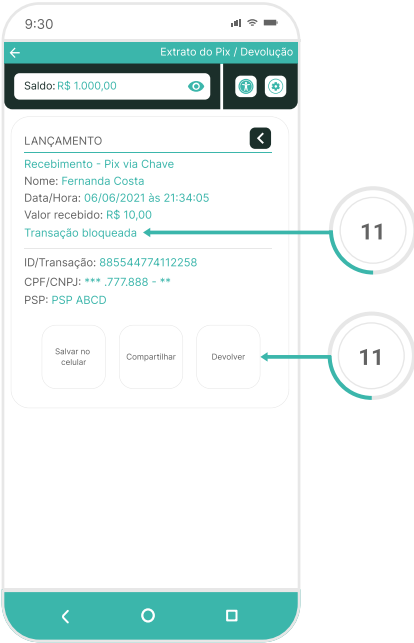 9:30
Extrato do Pix / Devolução
Saldo: R$ 1.000,00
LANÇAMENTO
Recebimento - Pix via Chave
Nome: Fernanda Costa
Data/Hora: 06/06/2021 às 21:34:05
Valor recebido: R$ 10,00
Transação bloqueada
11
ID/Transação: 885544774112258
CPF/CNPJ: *** .777.888 - **
PSP: PSP ABCD
Salvar no
celular
Compartilhar
Devolver
11